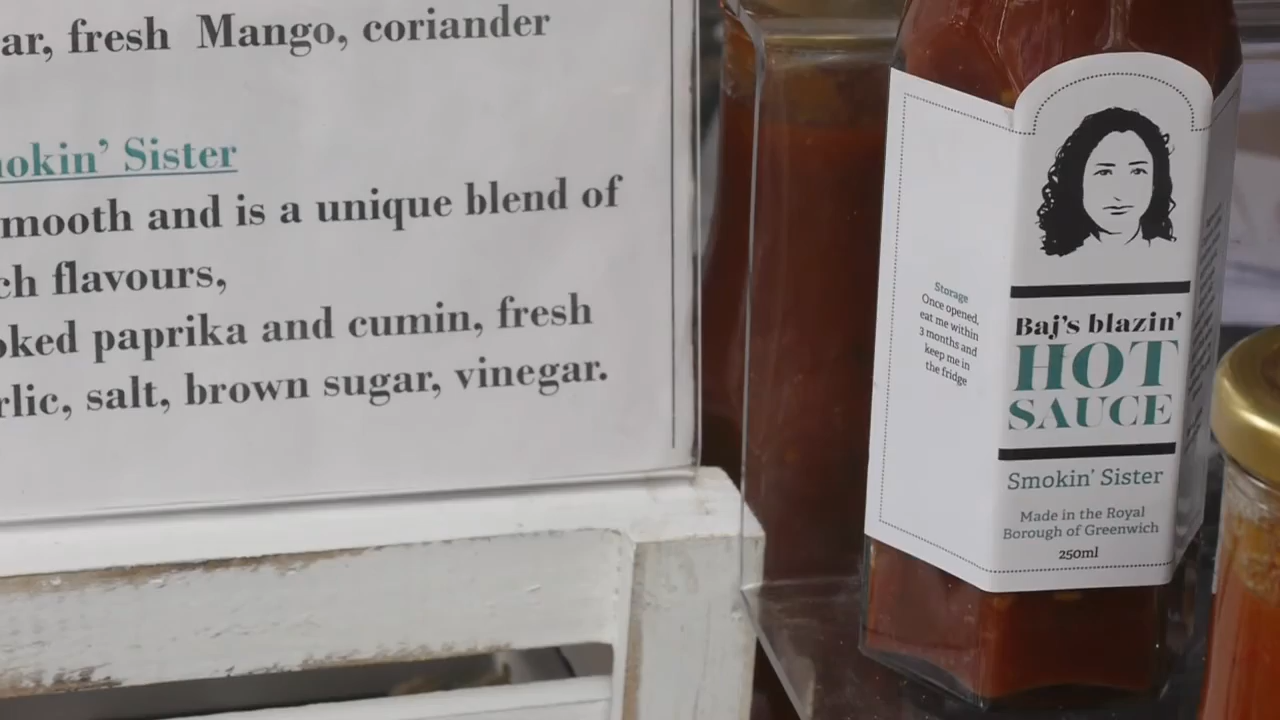 ar, fresh Mango, coriander
okin' Sister
mooth and is a unique blend of
ch flavours,
oked paprika and cumin, fresh
rlic, salt, brown sugar, vinegar.
Storage
Once opened,
eat me within
3 months and
keep me in
the fridge
Baj's blazin'
HOT
SAUCE
Smokin' Sister
Made in the Royal
Borough of Greenwich
250ml